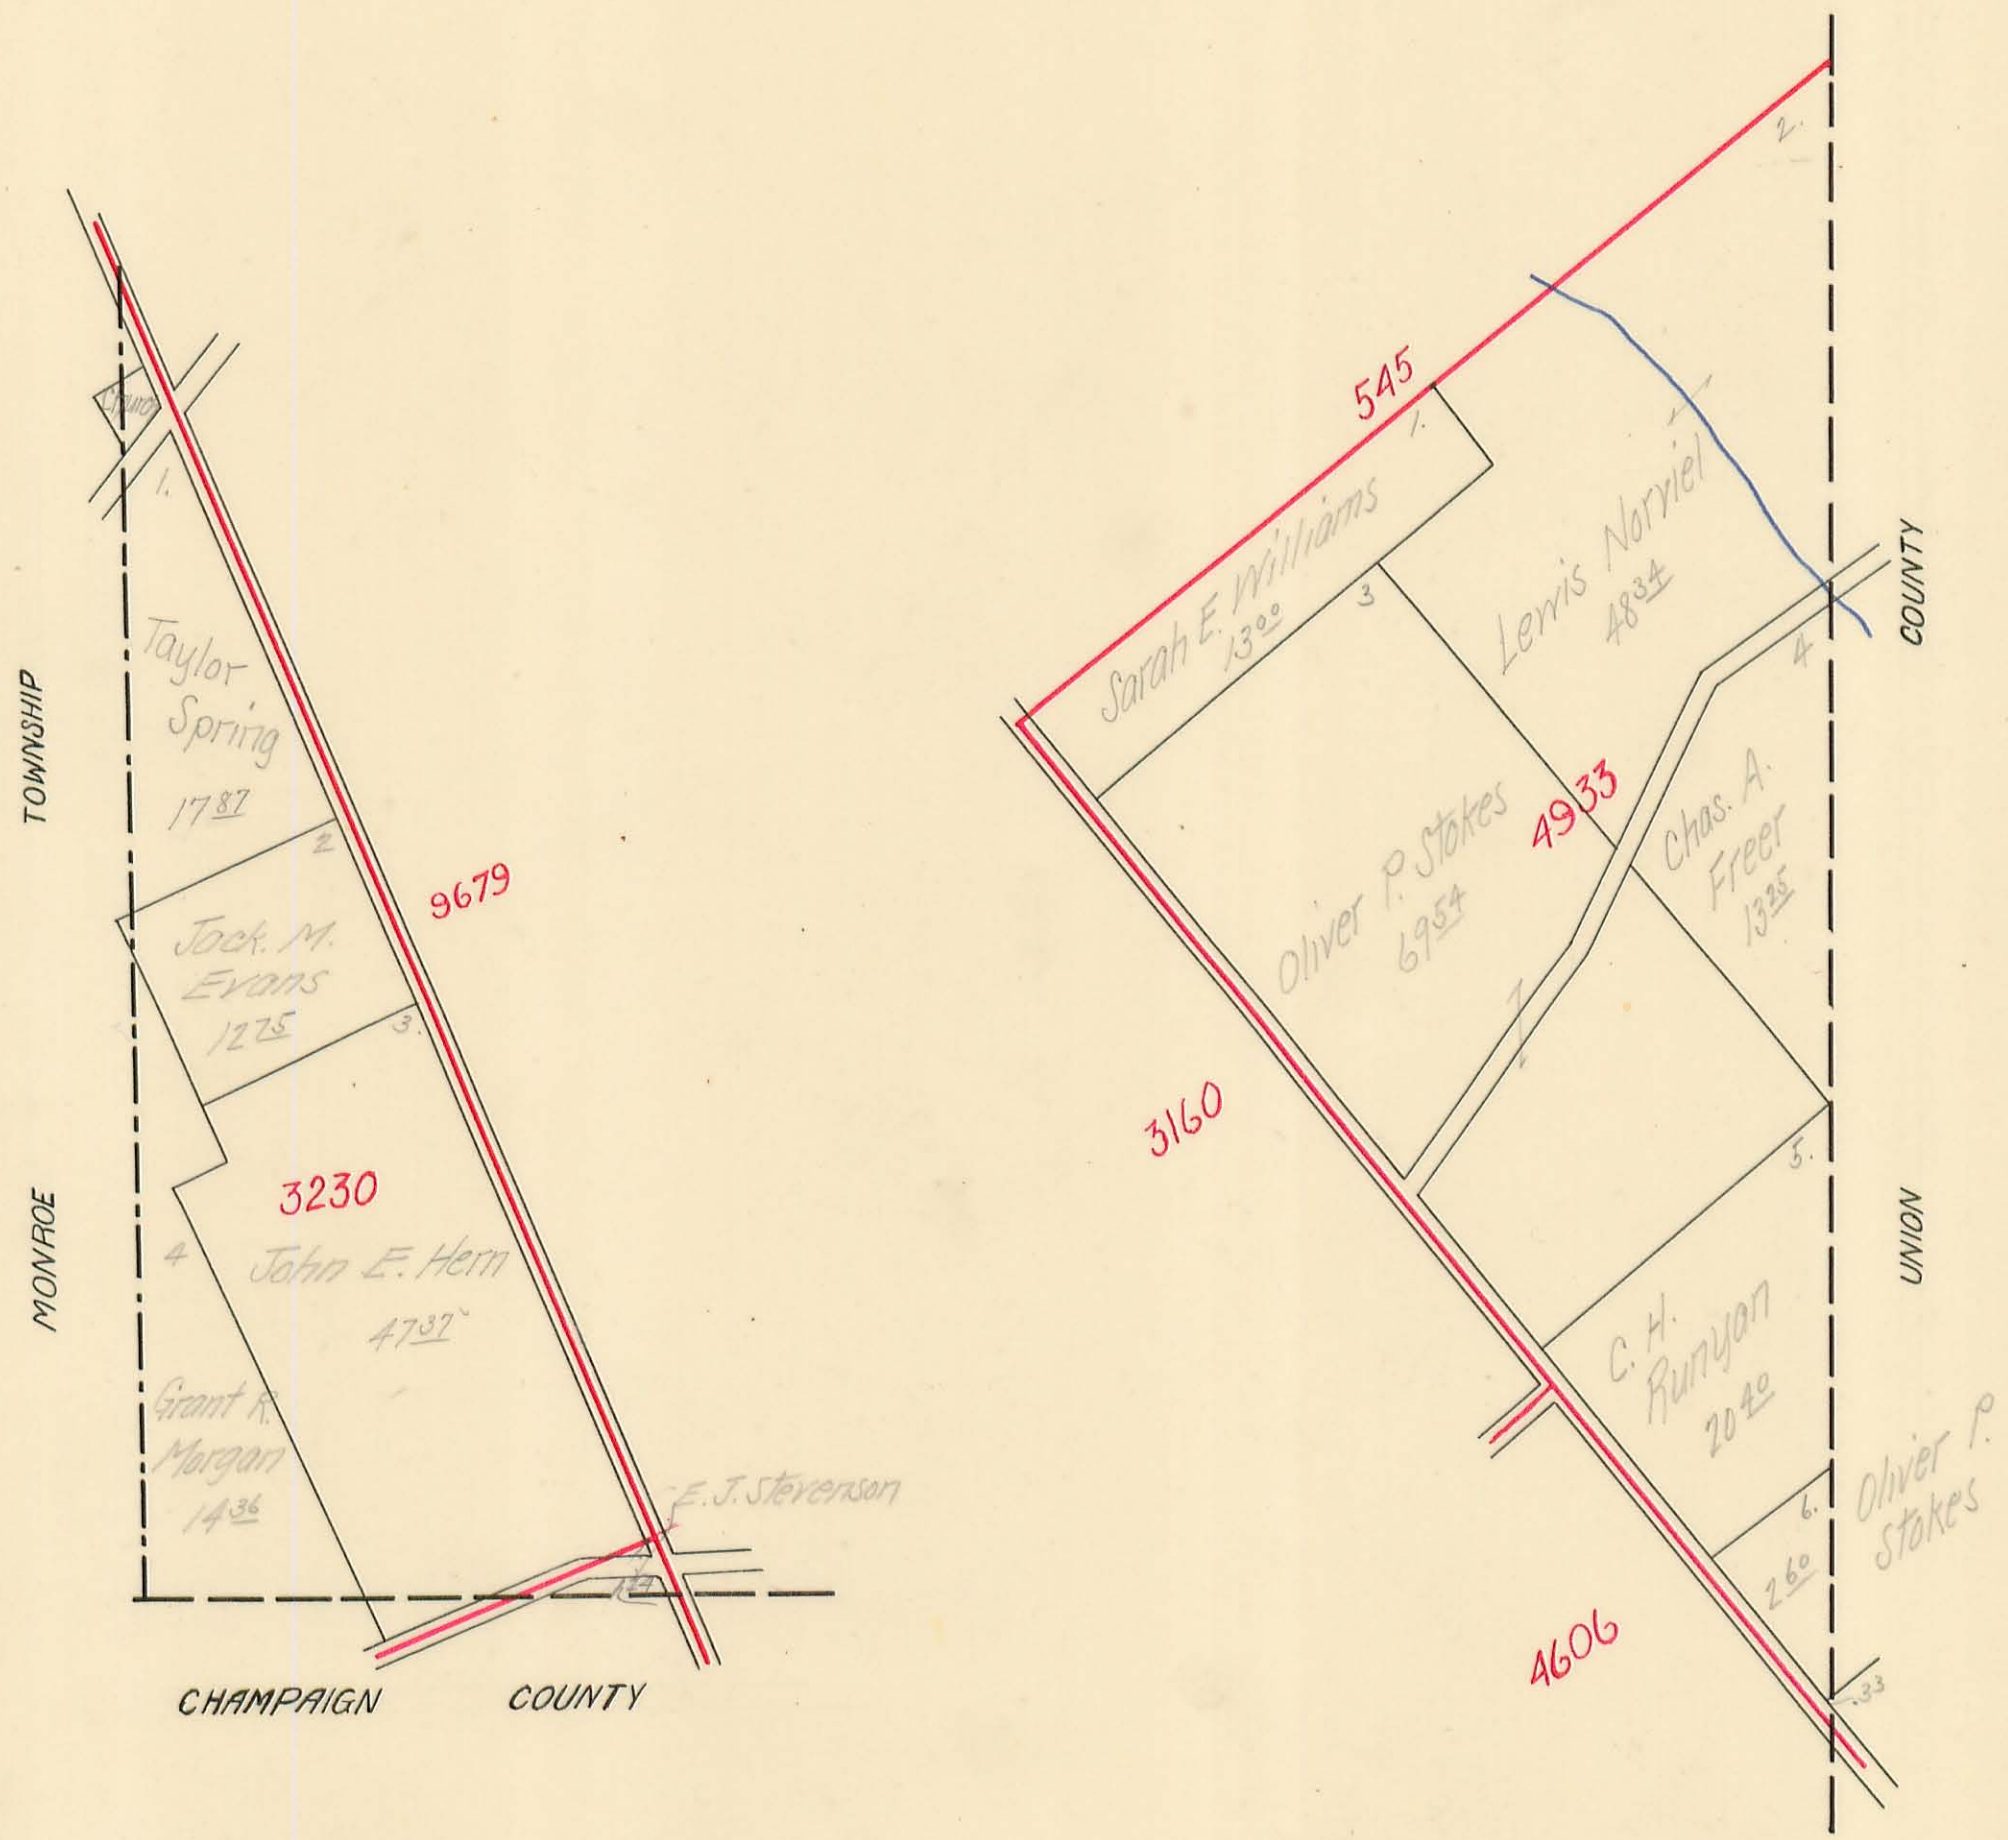 TOWNSHIP
MONROE
Church
1.
Taylor
Spring
17 87
2
Jack. M.
Evans
12 75
3.
9679
3230
4
John E. Hern
47 37
Grant R.
Morgan
14 36
E. J. Stevenson
CHAMPAIGN COUNTY
2.
545
1.
Sarah E. Williams
13 00
3
Lewis Norviel
48 34
COUNTY
4
4933
Oliver P. Stokes
69 54
Chas. A.
Freer
13 25
3160
5.
UNION
C. H.
Runyan
20 40
6.
Oliver P.
Stokes
2 60
4606
.33